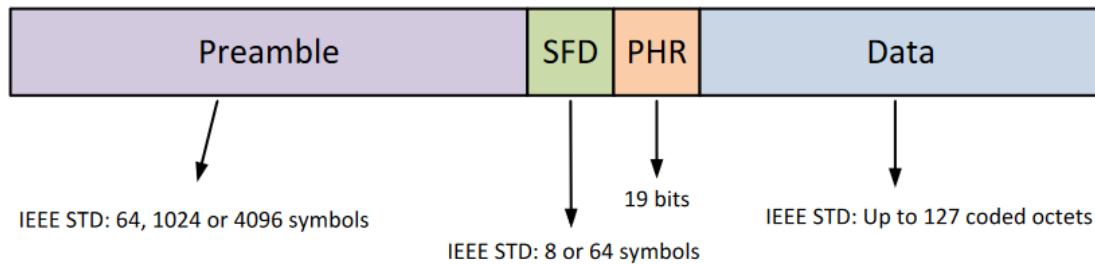 Preamble
SFD
PHR
Data
IEEE STD: 64, 1024 or 4096 symbols
IEEE STD: 8 or 64 symbols
19 bits
IEEE STD: Up to 127 coded octets